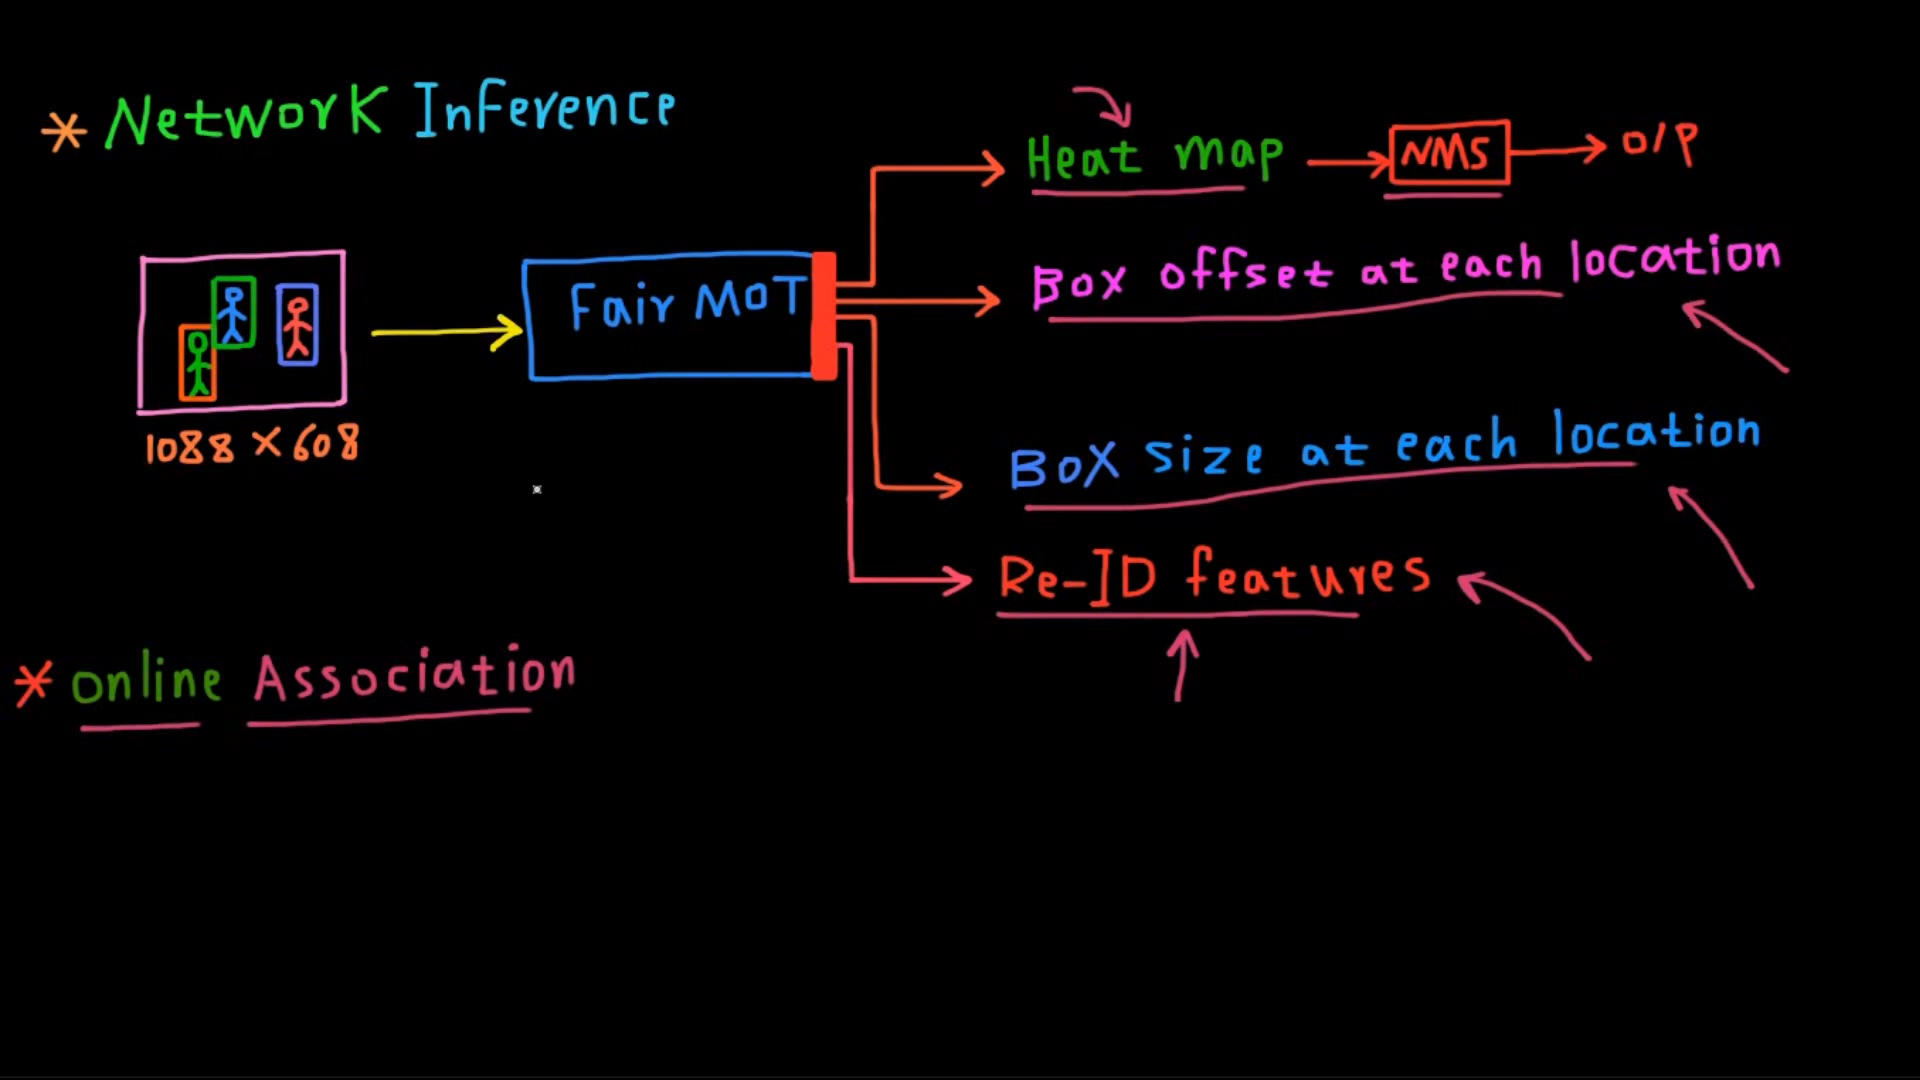 * Network Inference
Heat map
NMS
O/P
Fair MOT
Box offset at each location
1088 × 608
Box size at each location
Re-ID features
* online Association